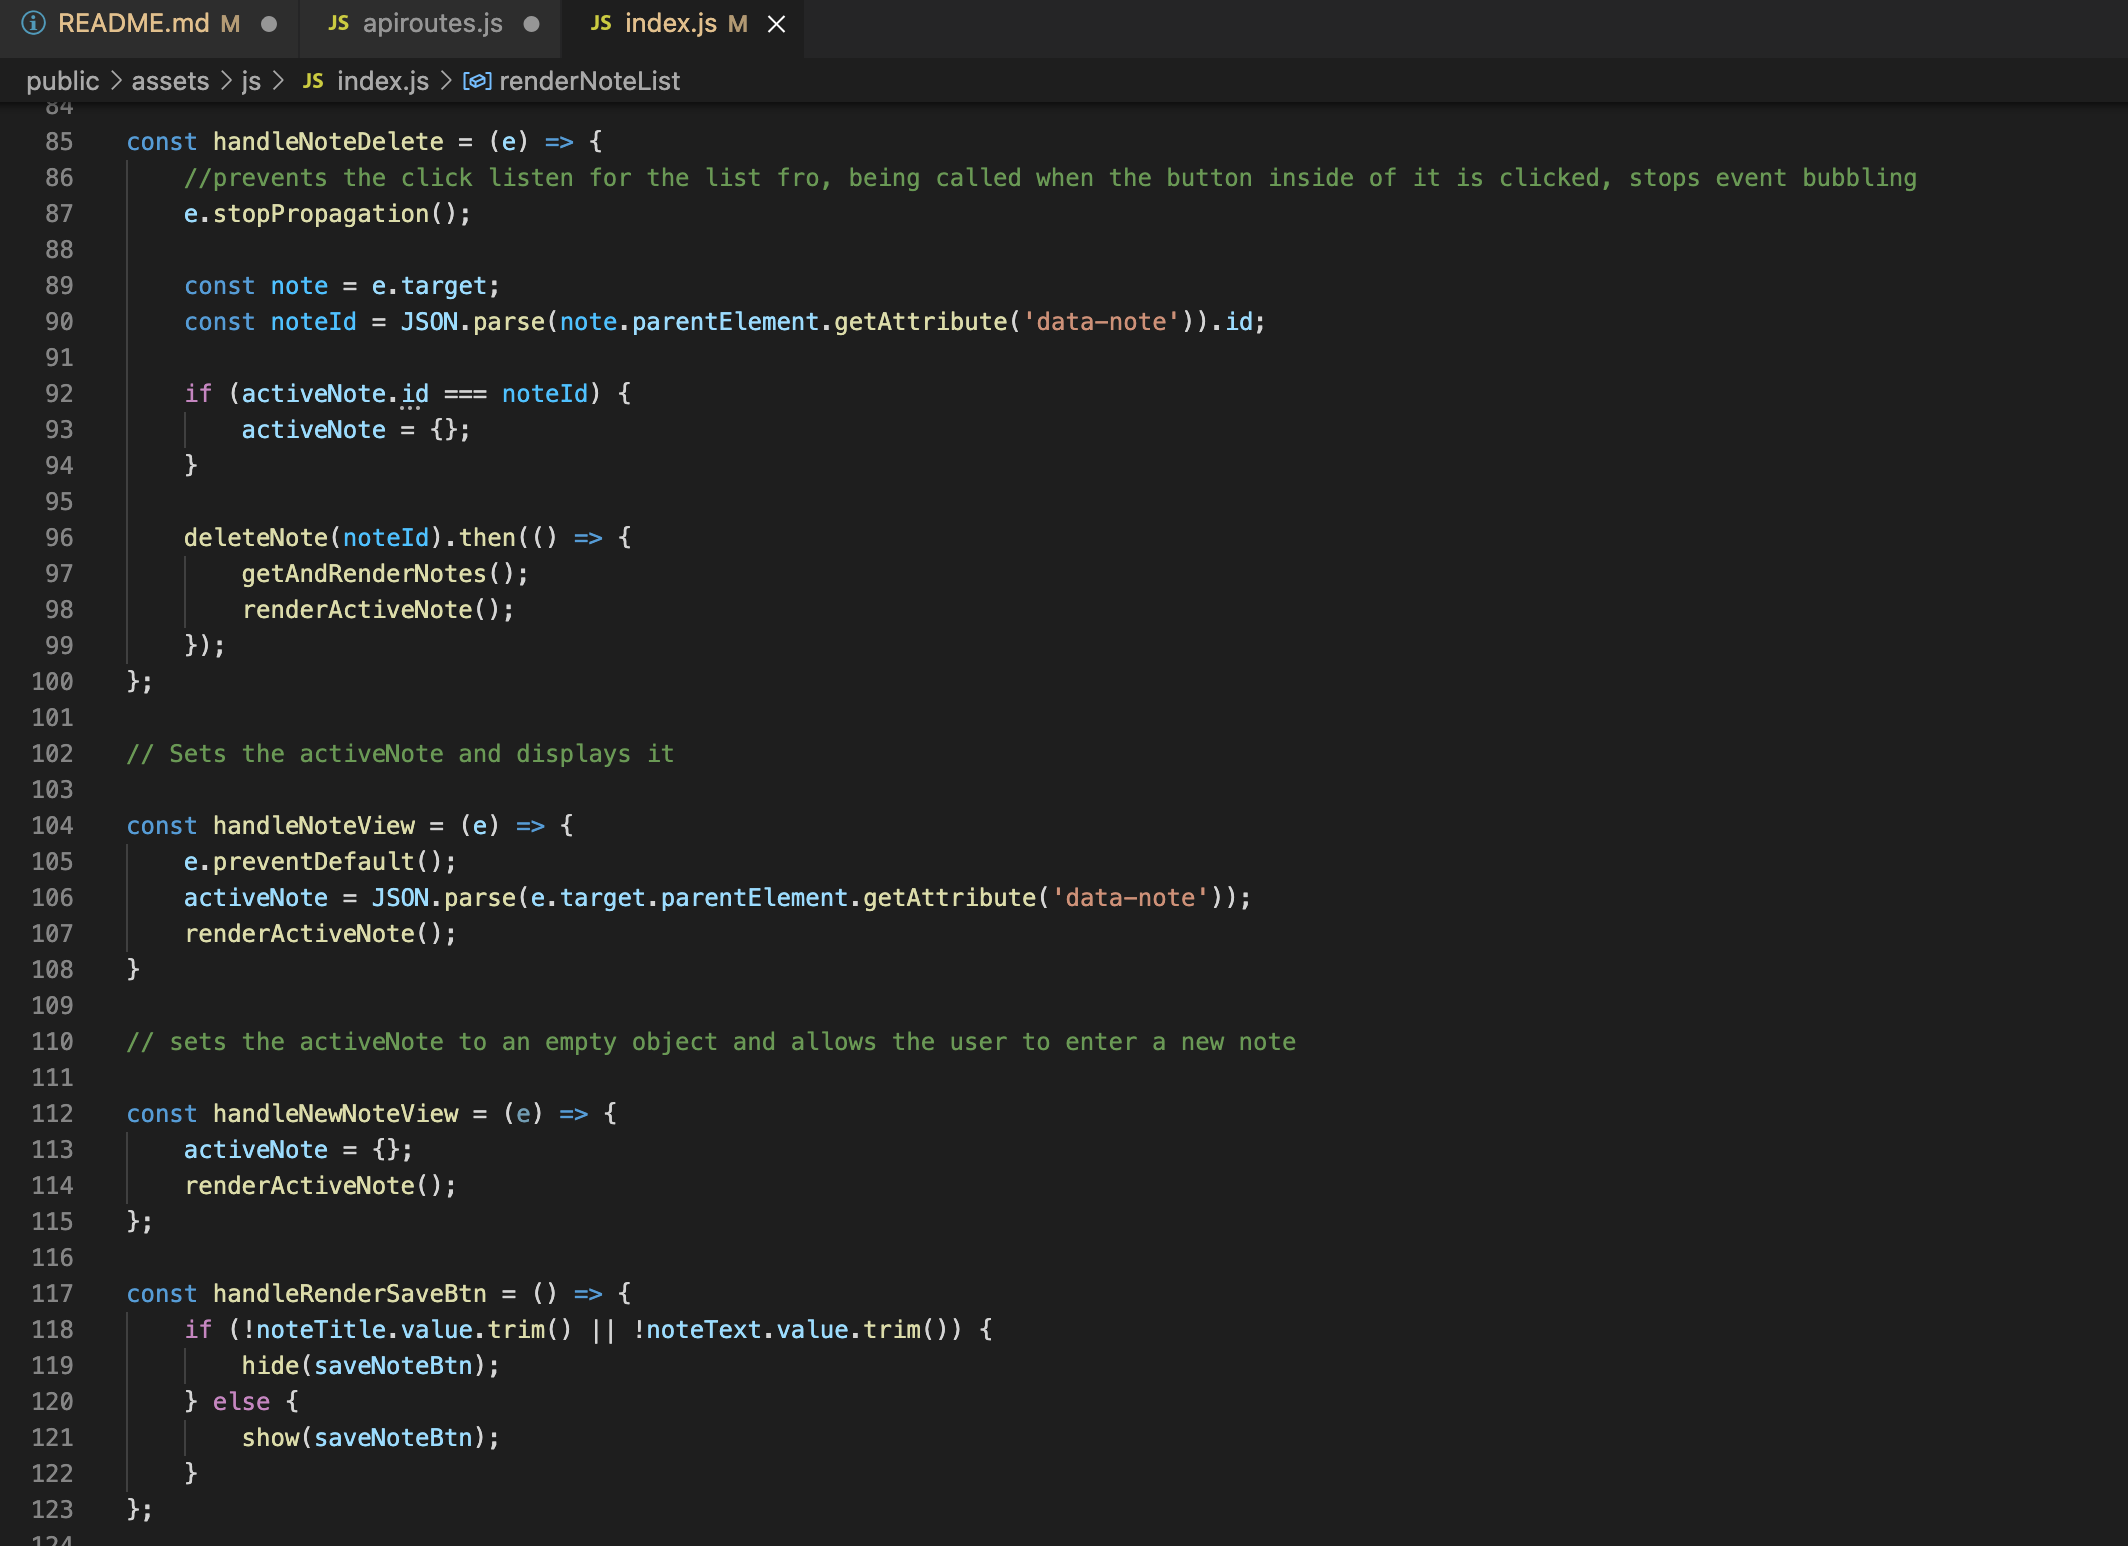 README.md M
JS apiroutes.js
JS index.js M
public > assets > js > JS index.js > renderNoteList
84
85 const handleNoteDelete = (e) => {
86 //prevents the click listen for the list fro, being called when the button inside of it is clicked, stops event bubbling
87 e.stopPropagation();
88
89 const note = e.target;
90 const noteId = JSON.parse(note.parentElement.getAttribute('data-note')).id;
91
92 if (activeNote.id === noteId) {
93 activeNote = {};
94 }
95
96 deleteNote(noteId).then(() => {
97 getAndRenderNotes();
98 renderActiveNote();
99 });
100 };
101
102 // Sets the activeNote and displays it
103
104 const handleNoteView = (e) => {
105 e.preventDefault();
106 activeNote = JSON.parse(e.target.parentElement.getAttribute('data-note'));
107 renderActiveNote();
108 }
109
110 // sets the activeNote to an empty object and allows the user to enter a new note
111
112 const handleNewNoteView = (e) => {
113 activeNote = {};
114 renderActiveNote();
115 };
116
117 const handleRenderSaveBtn = () => {
118 if (!noteTitle.value.trim() || !noteText.value.trim()) {
119 hide(saveNoteBtn);
120 } else {
121 show(saveNoteBtn);
122 }
123 };
124